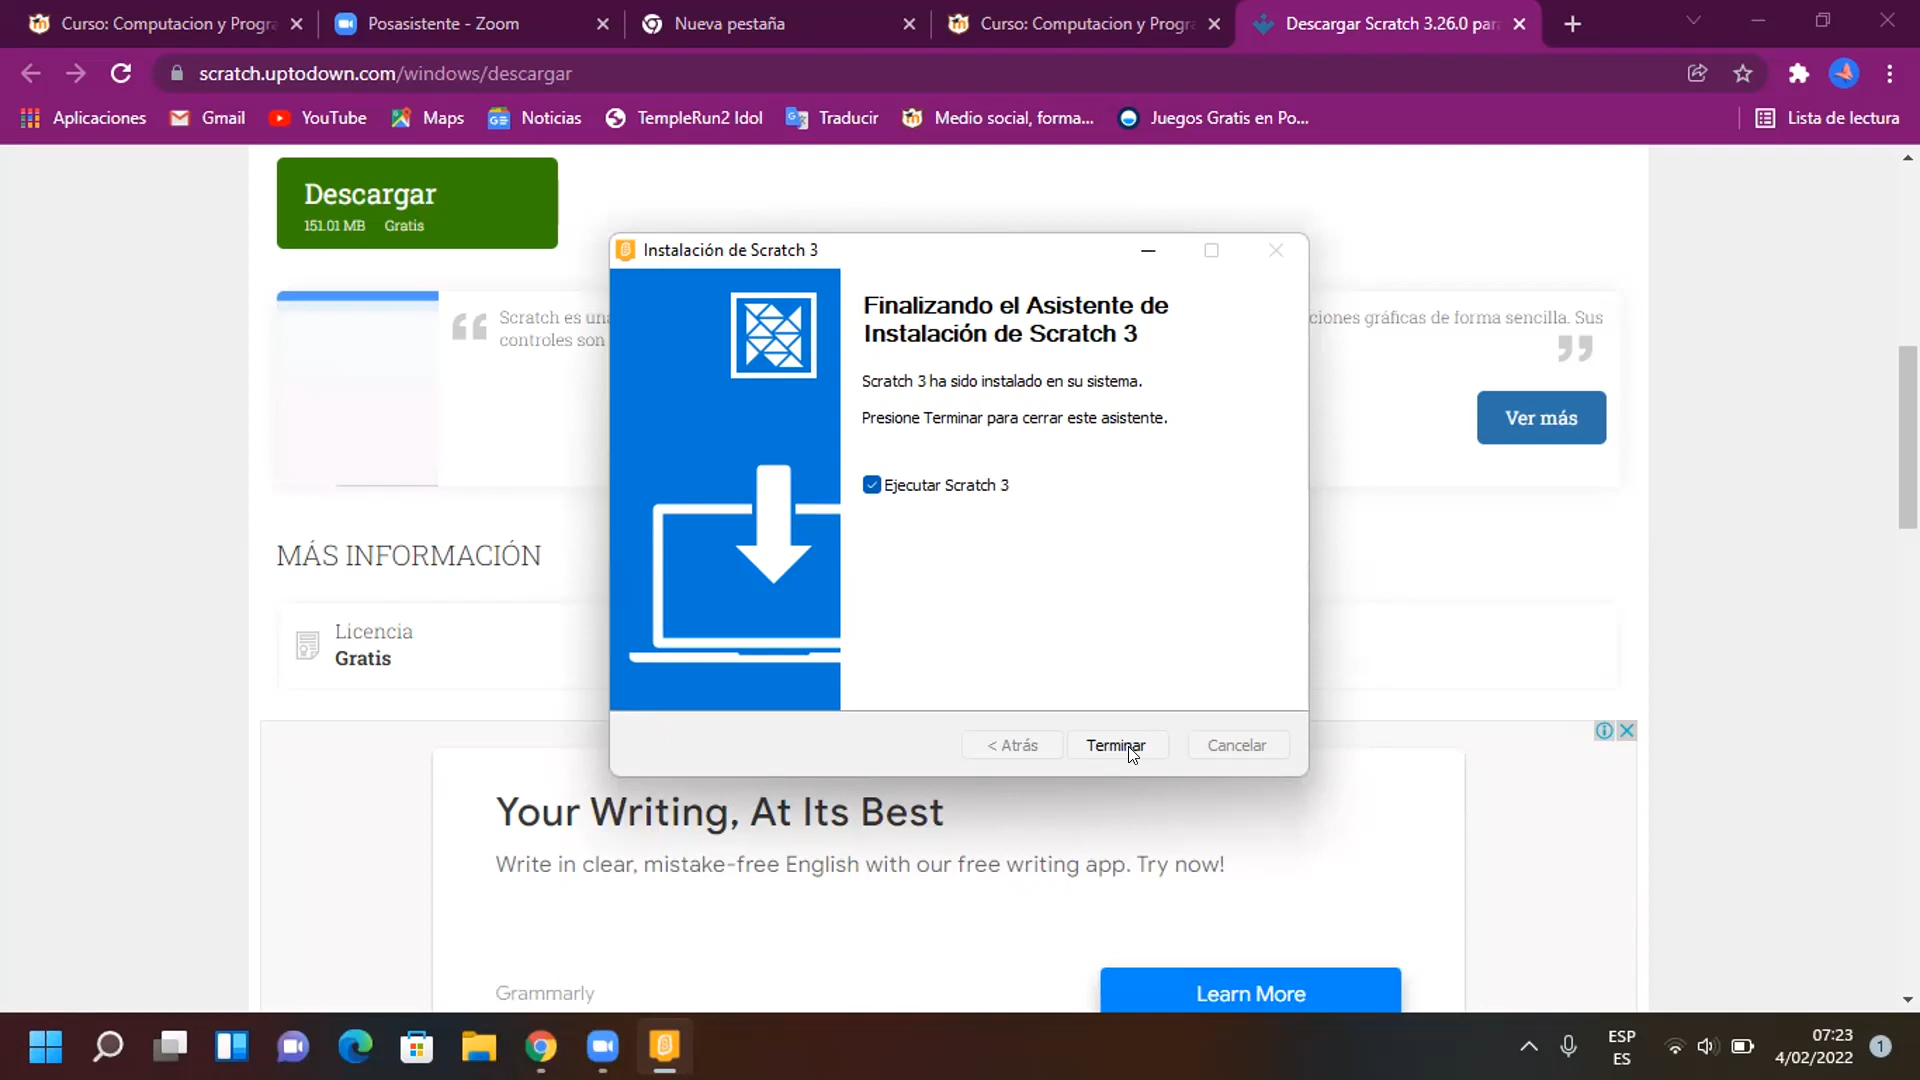 Curso: Computacion y Progra
Posasistente - Zoom
Nueva pestaña
Curso: Computacion y Progra
Descargar Scratch 3.26.0 par
scratch.uptodown.com/windows/descargar
Aplicaciones
Gmail
YouTube
Maps
Noticias
TempleRun2 Idol
Traducir
Medio social, forma...
Juegos Gratis en Po...
Lista de lectura
Descargar
151.01 MB Gratis
Instalación de Scratch 3
Scratch es una
ciones gráficas de forma sencilla. Sus
controles son
Ver más
Finalizando el Asistente de
Instalación de Scratch 3
Scratch 3 ha sido instalado en su sistema.
Presione Terminar para cerrar este asistente.
Ejecutar Scratch 3
< Atrás
Terminar
Cancelar
MÁS INFORMACIÓN
Licencia
Gratis
Your Writing, At Its Best
Write in clear, mistake-free English with our free writing app. Try now!
Grammarly
Learn More
ESP
ES
07:23
4/02/2022
1